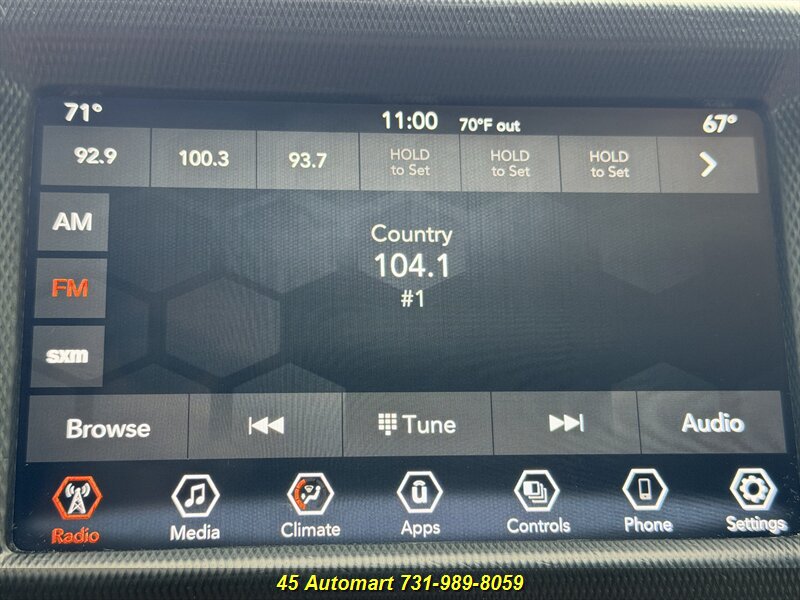 71° 11:00 70°F out 67°
92.9 100.3 93.7 HOLD to Set HOLD to Set HOLD to Set
AM
Country
104.1
FM
#1
sxm
Browse Tune Audio
Radio Media Climate ū Apps Controls Phone Settings
45 Automart 731-989-8059